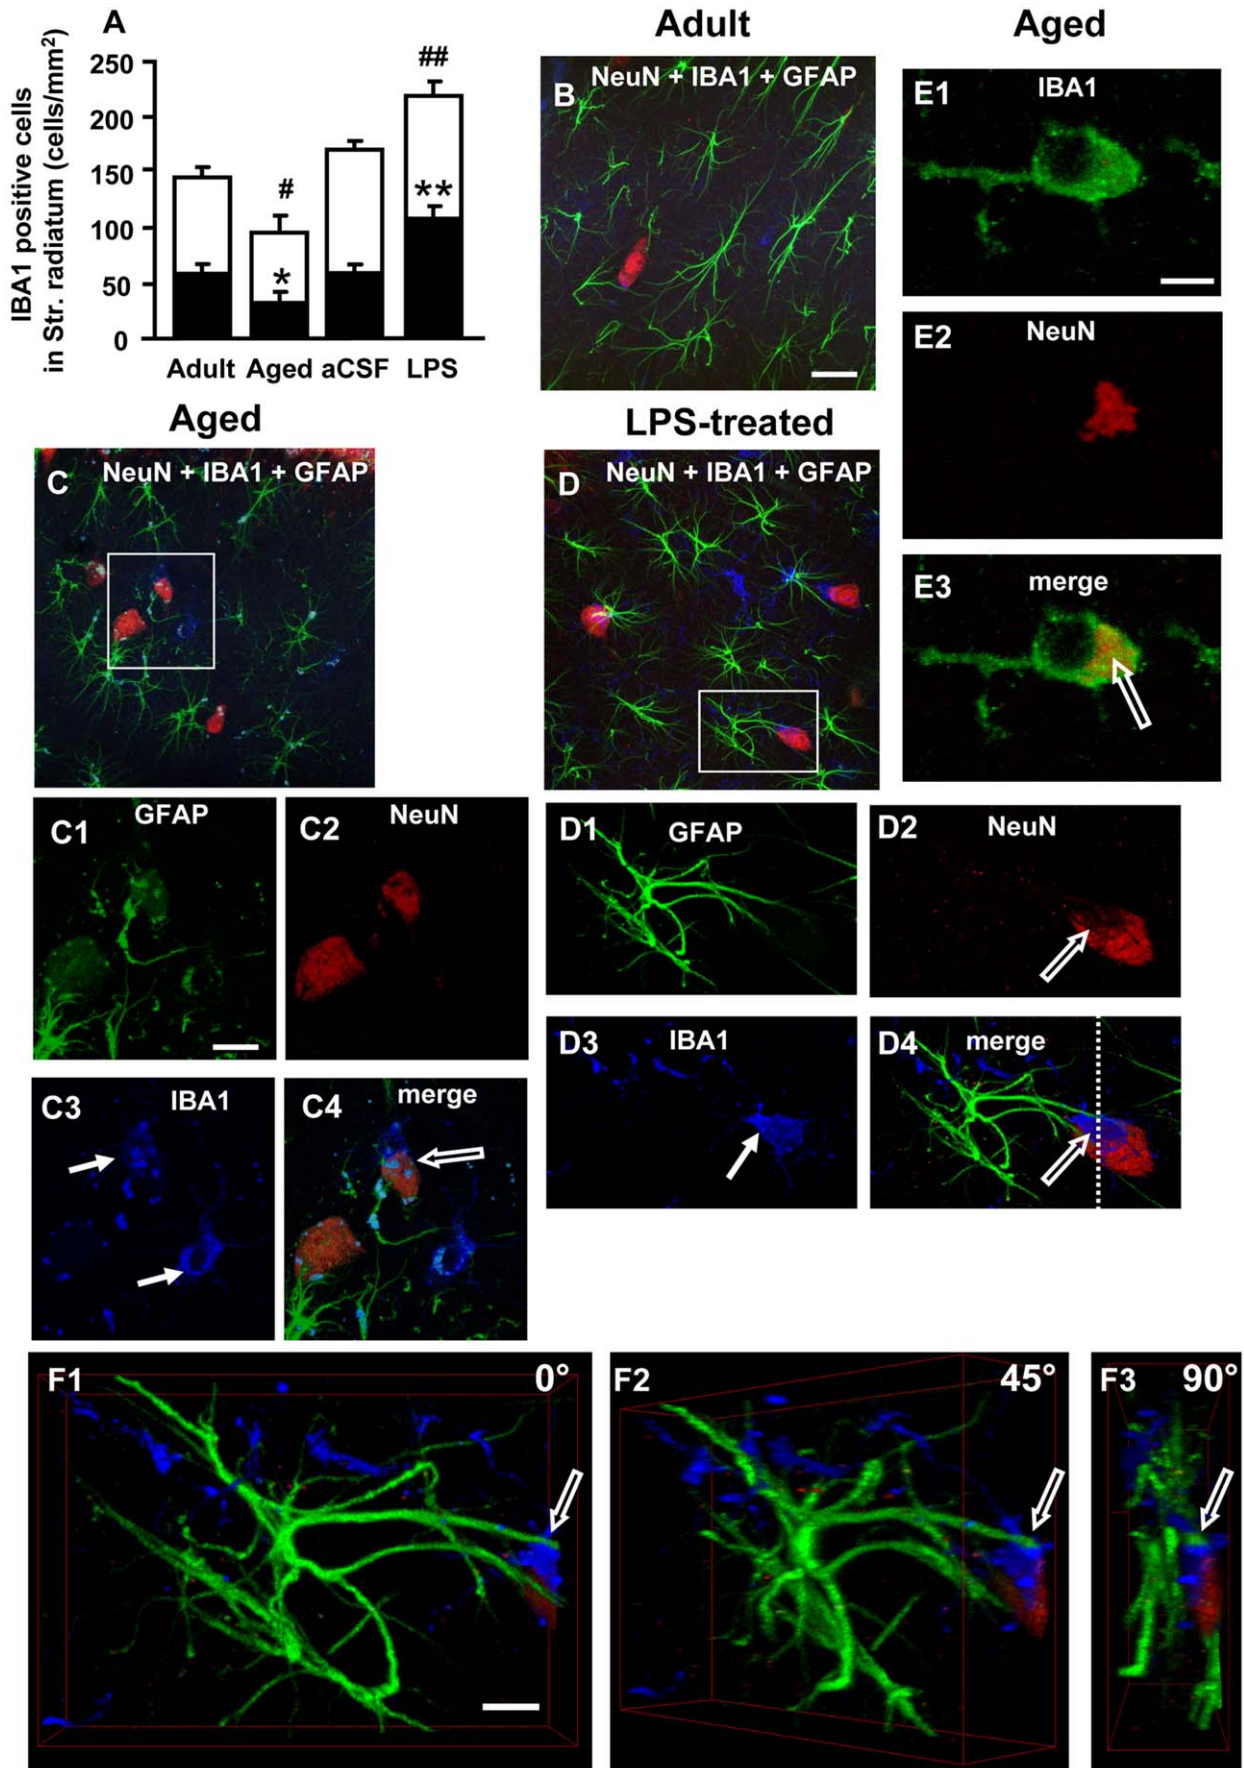 A
IBA1 positive cells
in Str. radiatum (cells/mm²)
250
200
150
100
50
0
#
*
##
**
Adult Aged aCSF LPS
Adult
B
NeuN + IBA1 + GFAP
Aged
E1
IBA1
E2
NeuN
E3
merge
Aged
C
NeuN + IBA1 + GFAP
LPS-treated
D
NeuN + IBA1 + GFAP
C1
GFAP
C2
NeuN
C3
IBA1
C4
merge
D1
GFAP
D2
NeuN
D3
IBA1
D4
merge
F1
0°
F2
45°
F3
90°